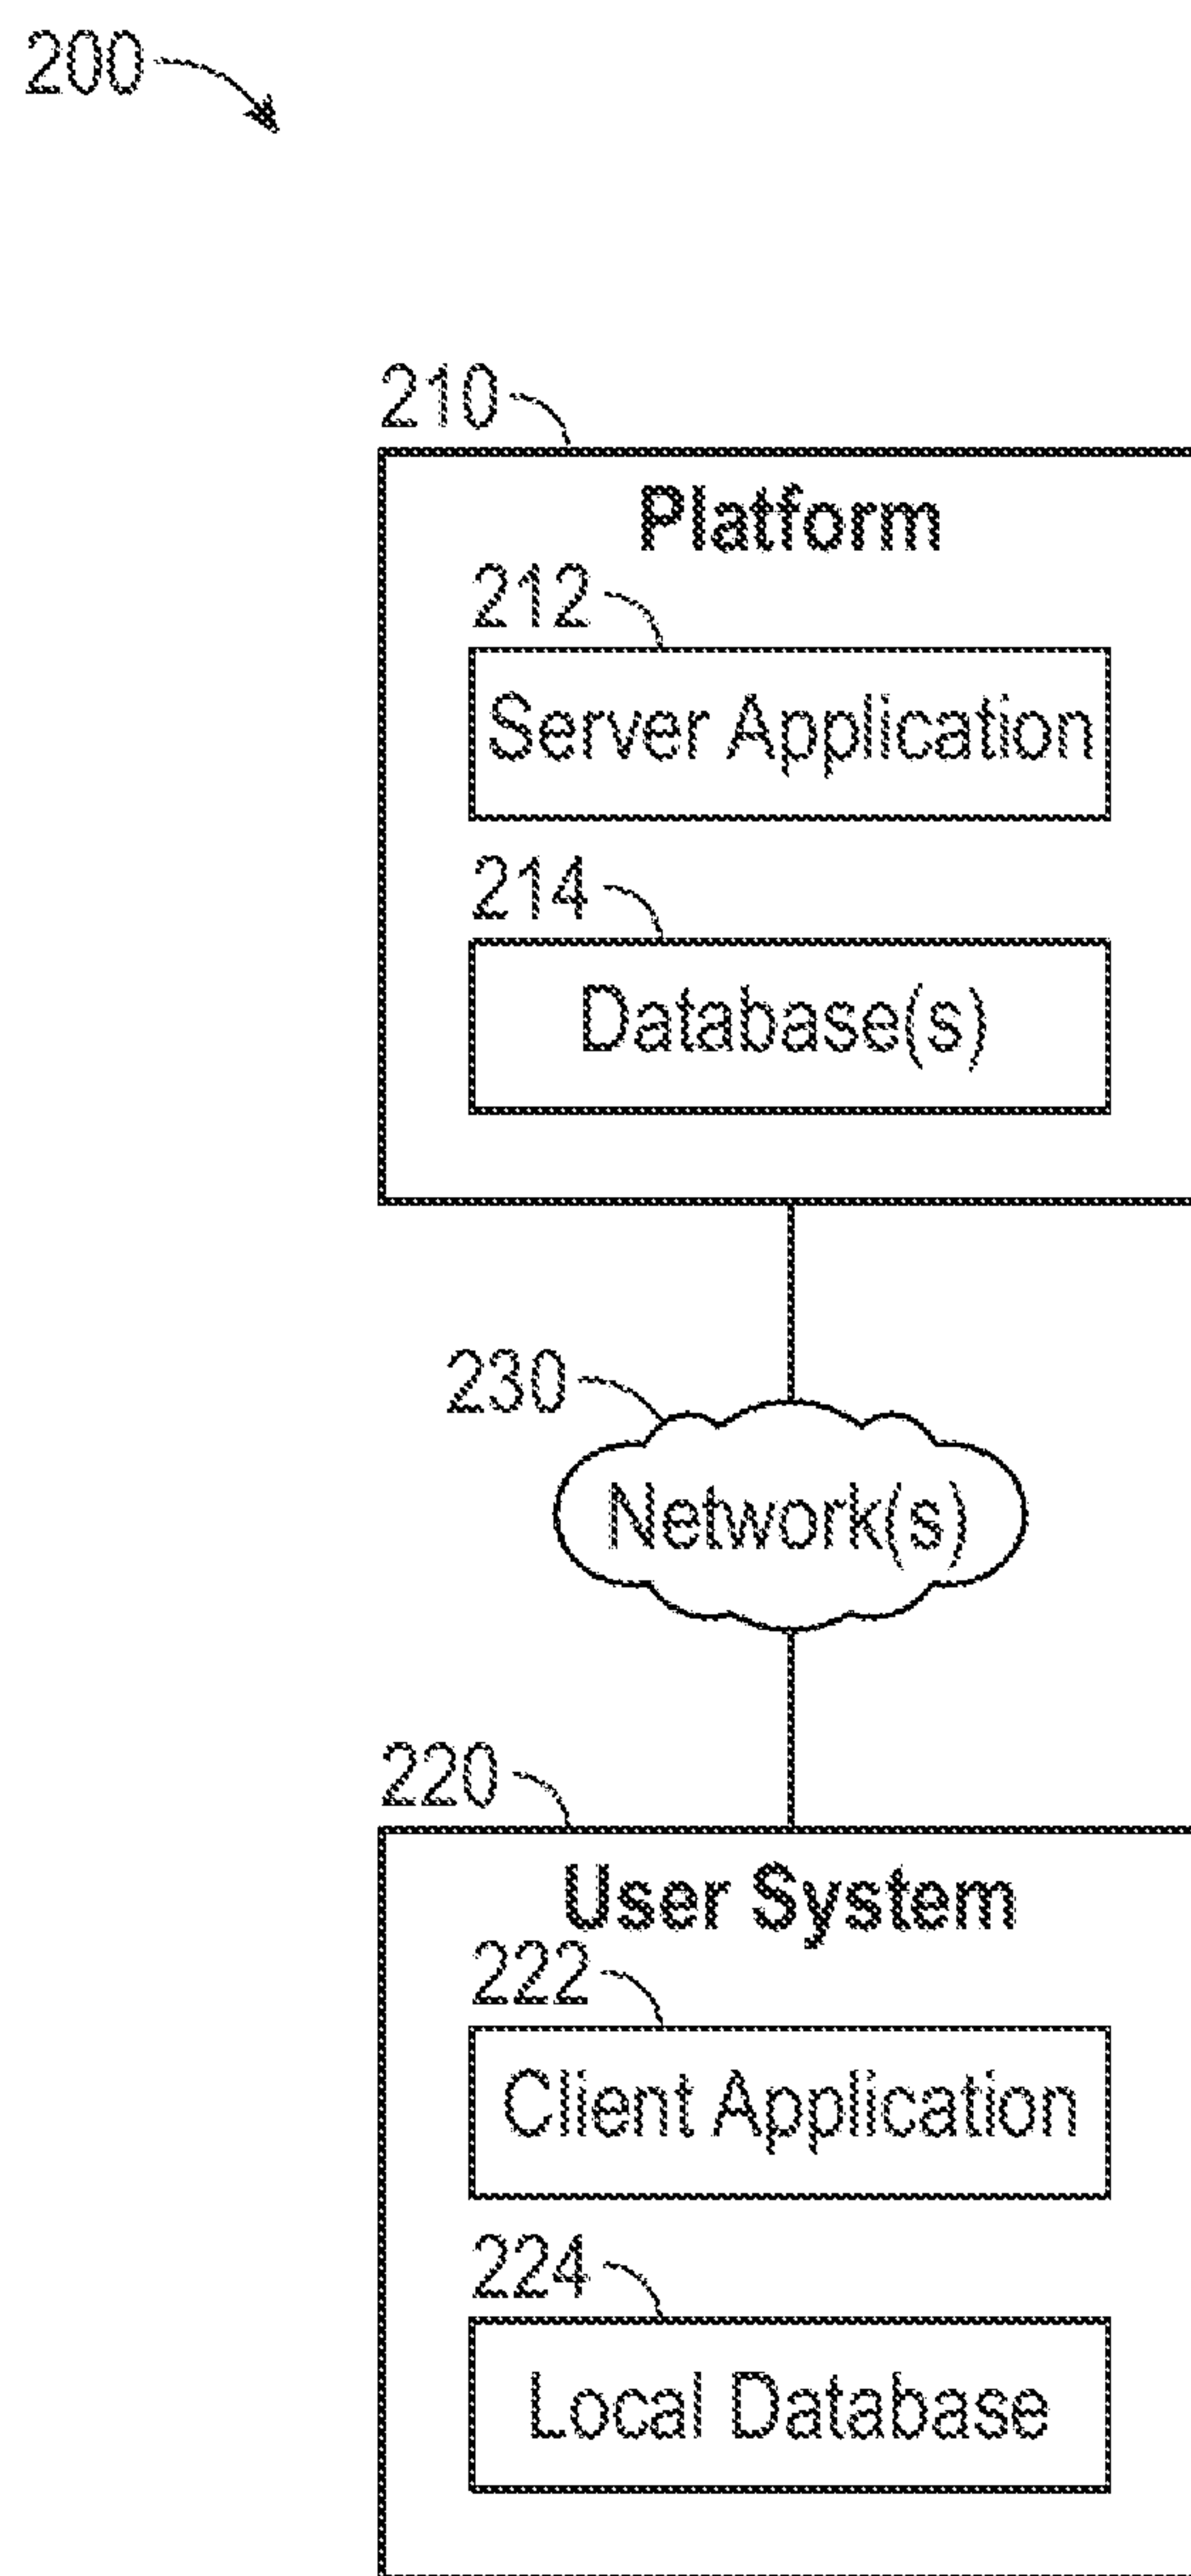 200
210
Platform
212
Server Application
214
Database(s)
230
Network(s)
220
User System
222
Client Application
224
Local Database